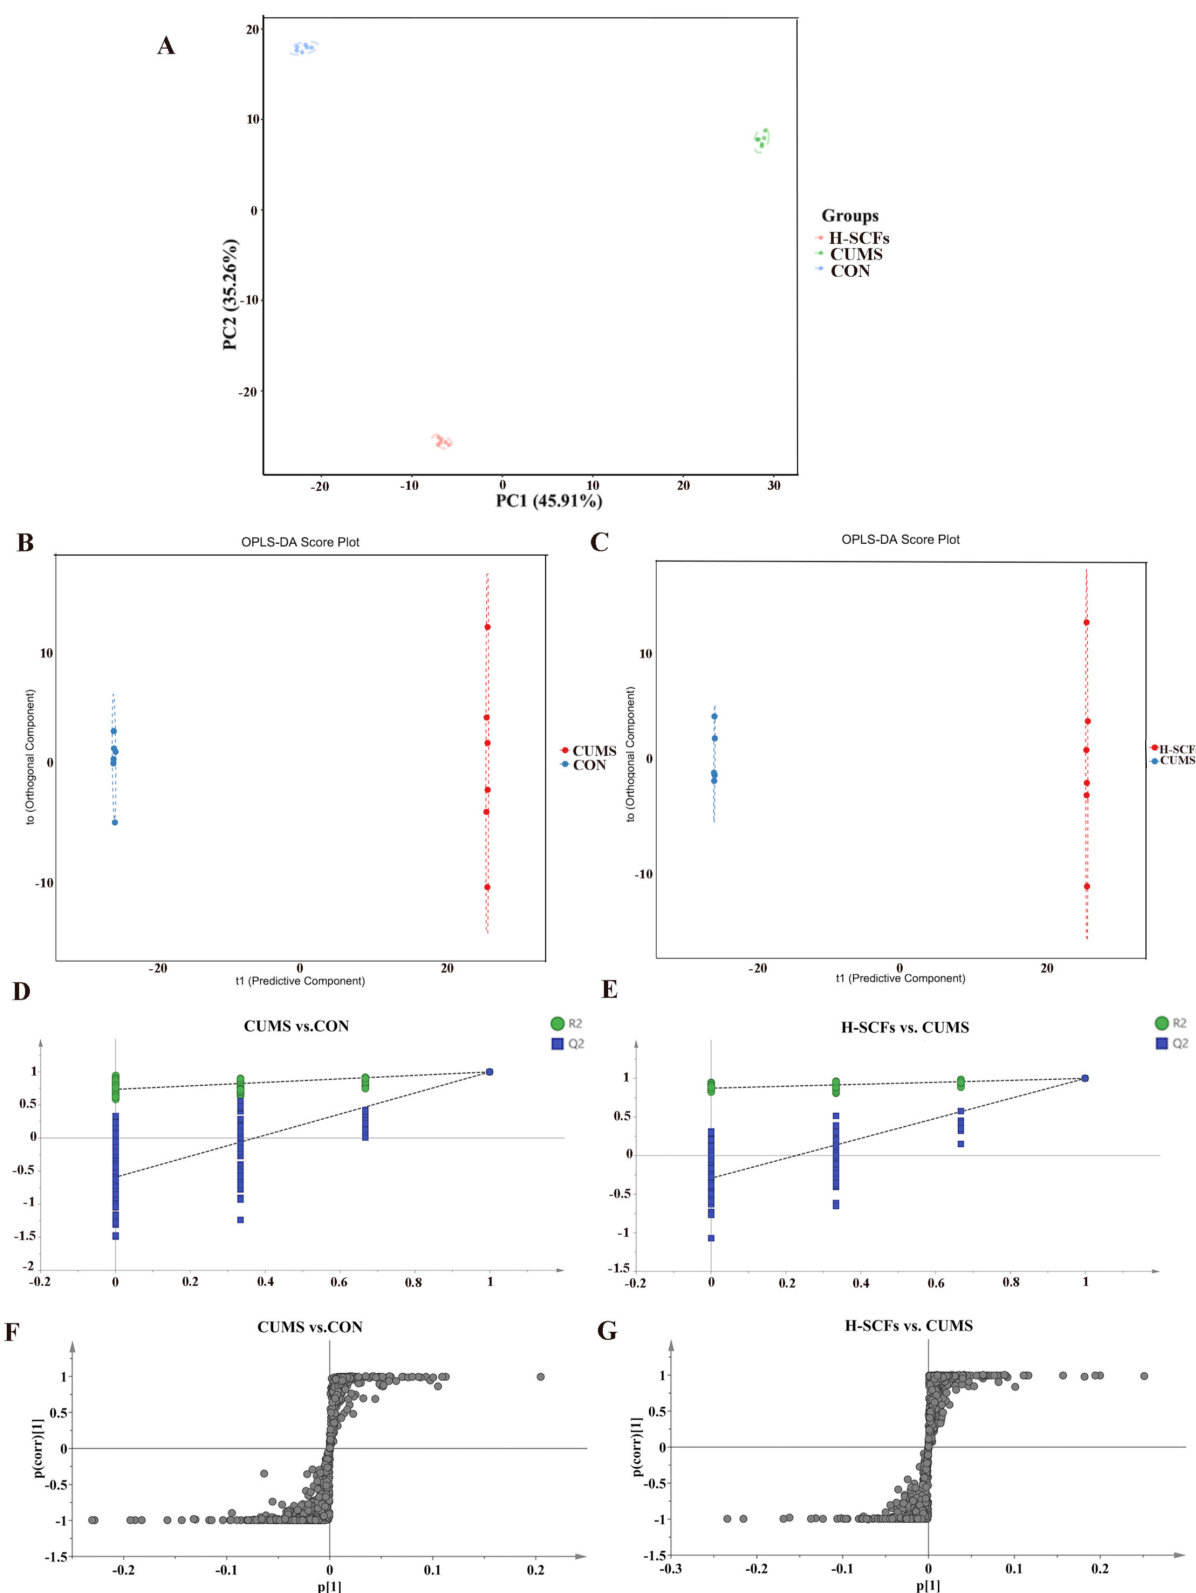 A
20
10
0
-10
-20
PC2 (35.26%)
-20
-10
0
10
20
30
PC1 (45.91%)
Groups
H-SCFs
CUMS
CON
B
OPLS-DA Score Plot
10
0
-10
to (Orthogonal Component)
-20
0
20
t1 (Predictive Component)
CUMS
CON
C
OPLS-DA Score Plot
10
0
-10
to (Orthogonal Component)
-20
0
20
t1 (Predictive Component)
H-SCFs
CUMS
D
CUMS vs.CON
R2
Q2
1
0.5
0
-0.5
-1
-1.5
-2
-0.2
0
0.2
0.4
0.6
0.8
1
E
H-SCFs vs. CUMS
R2
Q2
1
0.5
0
-0.5
-1
-1.5
-0.2
0
0.2
0.4
0.6
0.8
1
F
CUMS vs.CON
1
0.5
0
-0.5
-1
-1.5
p(corr)[1]
-0.2
-0.1
0
0.1
0.2
p[1]
G
H-SCFs vs. CUMS
1
0.5
0
-0.5
-1
-1.5
p(corr)[1]
-0.3
-0.2
-0.1
0
0.1
0.2
p[1]